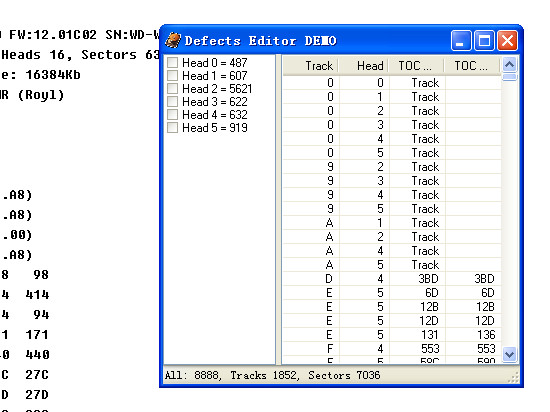 FW:12.01C02 SN:WD-W
Heads 16, Sectors 63
e: 16384Kb
R (Royl)
.A8)
.A8)
.00)
.A8)
8 98
4 414
4 94
1 171
0 440
C 27C
D 27D
Defects Editor DEMO
Head 0 = 487
Head 1 = 607
Head 2 = 5621
Head 3 = 622
Head 4 = 632
Head 5 = 919
Track Head TOC ... TOC ...
0 0 Track
0 1 Track
0 2 Track
0 3 Track
0 4 Track
0 5 Track
9 2 Track
9 3 Track
9 4 Track
9 5 Track
A 1 Track
A 2 Track
A 4 Track
A 5 Track
D 4 3BD 3BD
E 5 6D 6D
E 5 12B 12B
E 5 12D 12D
E 5 131 136
F 4 553 553
All: 8888, Tracks 1852, Sectors 7036